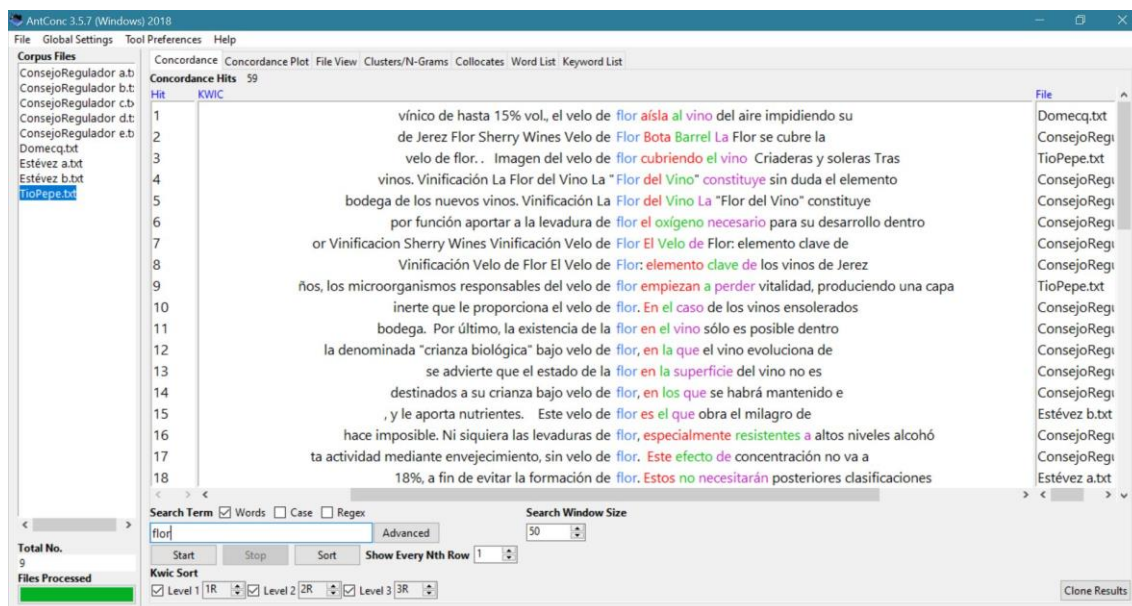 AntConc 3.5.7 (Windows) 2018
File Global Settings Tool Preferences Help
Corpus Files
ConsejoRegulador a.t
ConsejoRegulador b.t
ConsejoRegulador c.t
ConsejoRegulador d.t
ConsejoRegulador e.t
Domecq.txt
Estévez a.txt
Estévez b.txt
TioPepe.txt
Total No.
9
Files Processed
Concordance Concordance Plot File View Clusters/N-Grams Collocates Word List Keyword List
Concordance Hits 59
Hit KWIC File
1 vínico de hasta 15% vol., el velo de flor aísla al vino del aire impidiendo su Domecq.txt
2 de Jerez Flor Sherry Wines Velo de Flor Bota Barrel La Flor se cubre la ConsejoRegu
3 velo de flor. . Imagen del velo de flor cubriendo el vino Criaderas y soleras Tras TioPepe.txt
4 vinos. Vinificación La Flor del Vino La "Flor del Vino" constituye sin duda el elemento ConsejoRegu
5 bodega de los nuevos vinos. Vinificación La Flor del Vino La "Flor del Vino" constituye ConsejoRegu
6 por función aportar a la levadura de flor el oxígeno necesario para su desarrollo dentro ConsejoRegu
7 or Vinificacion Sherry Wines Vinificación Velo de Flor El Velo de Flor: elemento clave de ConsejoRegu
8 Vinificación Velo de Flor El Velo de Flor: elemento clave de los vinos de Jerez ConsejoRegu
9 ños, los microorganismos responsables del velo de flor empiezan a perder vitalidad, produciendo una capa TioPepe.txt
10 inerte que le proporciona el velo de flor. En el caso de los vinos ensolerados ConsejoRegu
11 bodega. Por último, la existencia de la flor en el vino sólo es posible dentro ConsejoRegu
12 la denominada "crianza biológica" bajo velo de flor, en la que el vino evoluciona de ConsejoRegu
13 se advierte que el estado de la flor en la superficie del vino no es ConsejoRegu
14 destinados a su crianza bajo velo de flor, en los que se habrá mantenido e ConsejoRegu
15 , y le aporta nutrientes. Este velo de flor es el que obra el milagro de Estévez b.txt
16 hace imposible. Ni siquiera las levaduras de flor, especialmente resistentes a altos niveles alcohó ConsejoRegu
17 ta actividad mediante envejecimiento, sin velo de flor. Este efecto de concentración no va a ConsejoRegu
18 18%, a fin de evitar la formación de flor. Estos no necesitarán posteriores clasificaciones Estévez a.txt
Search Term Words Case Regex Search Window Size
flor Advanced 50
Start Stop Sort Show Every Nth Row 1
Kwic Sort
Level 1 1R Level 2 2R Level 3 3R Clone Results